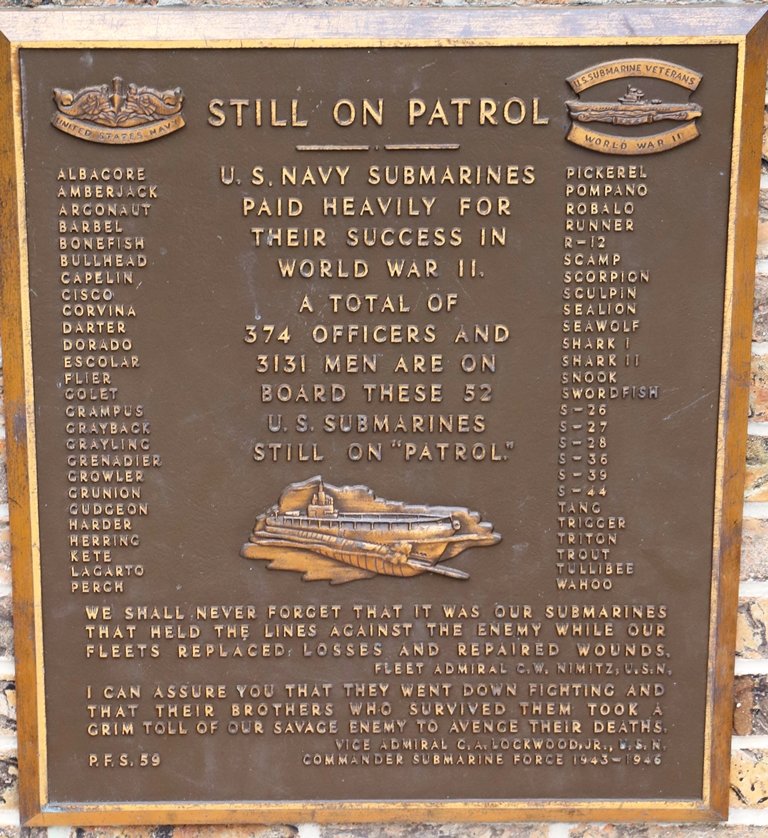 STILL ON PATROL
UNITED STATES NAVY
U.S. SUBMARINE VETERANS
WORLD WAR II
ALBACORE
AMBERJACK
ARGONAUT
BARBEL
BONEFISH
BULLHEAD
CAPELIN
CISCO
CORVINA
DARTER
DORADO
ESCOLAR
FLIER
GOLET
GRAMPUS
GRAYBACK
GRAYLING
GRENADIER
GROWLER
GRUNION
GUDGEON
HARDER
HERRING
KETE
LAGARTO
PERCH
U.S. NAVY SUBMARINES
PAID HEAVILY FOR
THEIR SUCCESS IN
WORLD WAR II.
A TOTAL OF
374 OFFICERS AND
3131 MEN ARE ON
BOARD THESE 52
U.S. SUBMARINES
STILL ON "PATROL."
PICKEREL
POMPANO
ROBALO
RUNNER
R-12
SCAMP
SCORPION
SCULPIN
SEALION
SEAWOLF
SHARK I
SHARK II
SNOOK
SWORDFISH
S-26
S-27
S-28
S-36
S-39
S-44
TANG
TRIGGER
TRITON
TROUT
TULLIBEE
WAHOO
WE SHALL NEVER FORGET THAT IT WAS OUR SUBMARINES
THAT HELD THE LINES AGAINST THE ENEMY WHILE OUR
FLEETS REPLACED LOSSES AND REPAIRED WOUNDS.
FLEET ADMIRAL C.W. NIMITZ, U.S.N.
I CAN ASSURE YOU THAT THEY WENT DOWN FIGHTING AND
THAT THEIR BROTHERS WHO SURVIVED THEM TOOK A
GRIM TOLL OF OUR SAVAGE ENEMY TO AVENGE THEIR DEATHS.
VICE ADMIRAL C.A. LOCKWOOD, JR., U.S.N.
P.F.S. 59 COMMANDER SUBMARINE FORCE 1943-1946